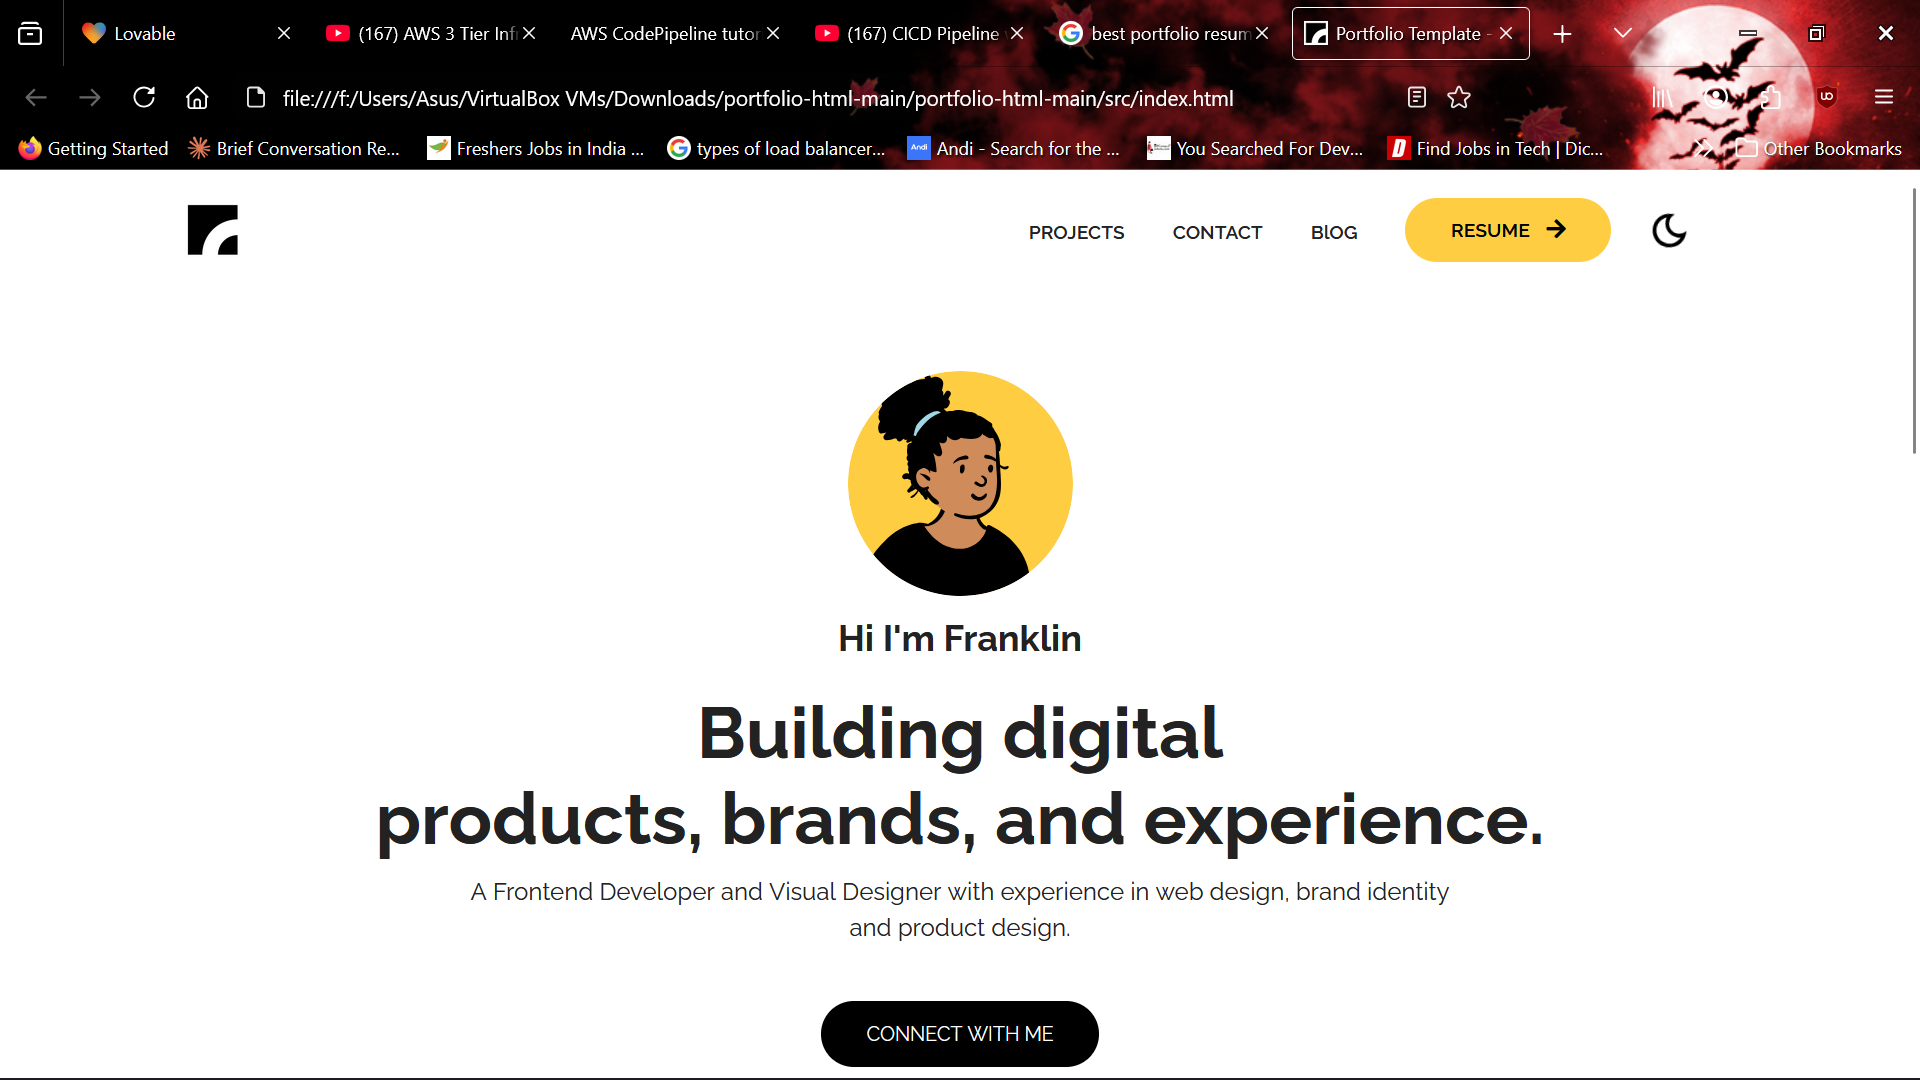 Lovable
(167) AWS 3 Tier Inf
AWS CodePipeline tutor
(167) CICD Pipeline
best portfolio resum
Portfolio Template -
file:///f:/Users/Asus/VirtualBox VMs/Downloads/portfolio-html-main/portfolio-html-main/src/index.html
Getting Started
Brief Conversation Re...
Freshers Jobs in India ...
types of load balancer...
Andi
Andi - Search for the ...
You Searched For Dev...
Find Jobs in Tech | Dic...
Other Bookmarks
PROJECTS
CONTACT
BlOG
RESUME
Hi I'm Franklin
Building digital
products, brands, and experience.
A Frontend Developer and Visual Designer with experience in web design, brand identity
and product design.
CONNECT WITH ME